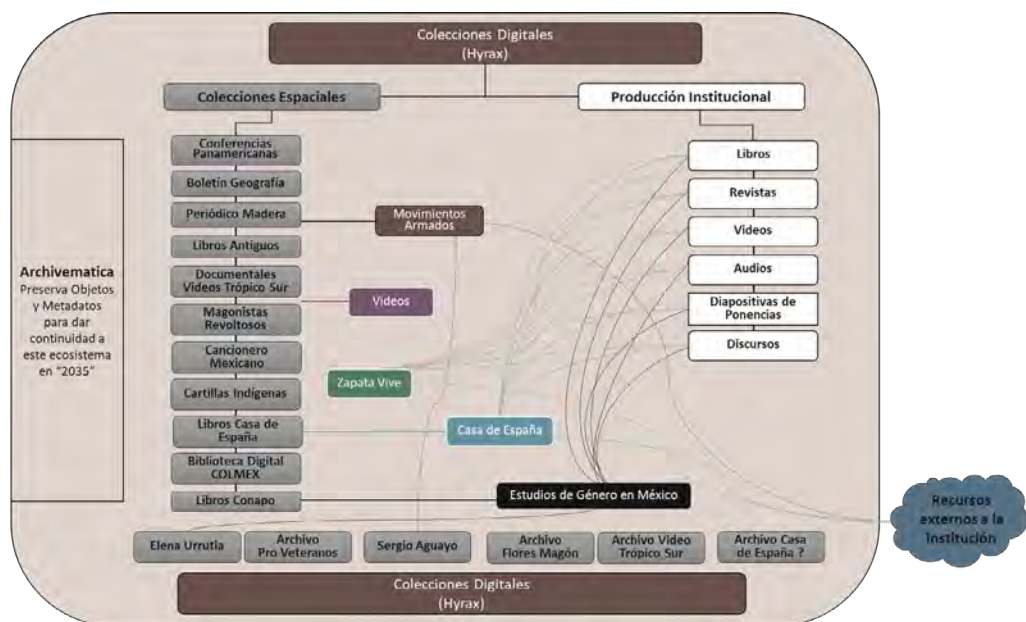 Colecciones Digitales
(Hyrax)
Colecciones Espaciales
Producción Institucional
Conferencias
Panamericanas
Boletín Geografía
Periódico Madera
Libros Antiguos
Documentales
Videos Trópico Sur
Magonistas
Revoltosos
Cancionero
Mexicano
Cartillas Indígenas
Libros Casa de
España
Biblioteca Digital
COLMEX
Libros Conapo
Movimientos
Armados
Videos
Zapata Vive
Casa de España
Estudios de Género en México
Libros
Revistas
Videos
Audios
Diapositivas de
Ponencias
Discursos
Archivematica
Preserva Objetos
y Metadatos
para dar
continuidad a
este ecosistema
en "2035"
Recursos
externos a la
Institución
Elena Urrutia
Archivo
Pro Veteranos
Sergio Aguayo
Archivo
Flores Magón
Archivo Video
Trópico Sur
Archivo Casa
de España ?
Colecciones Digitales
(Hyrax)